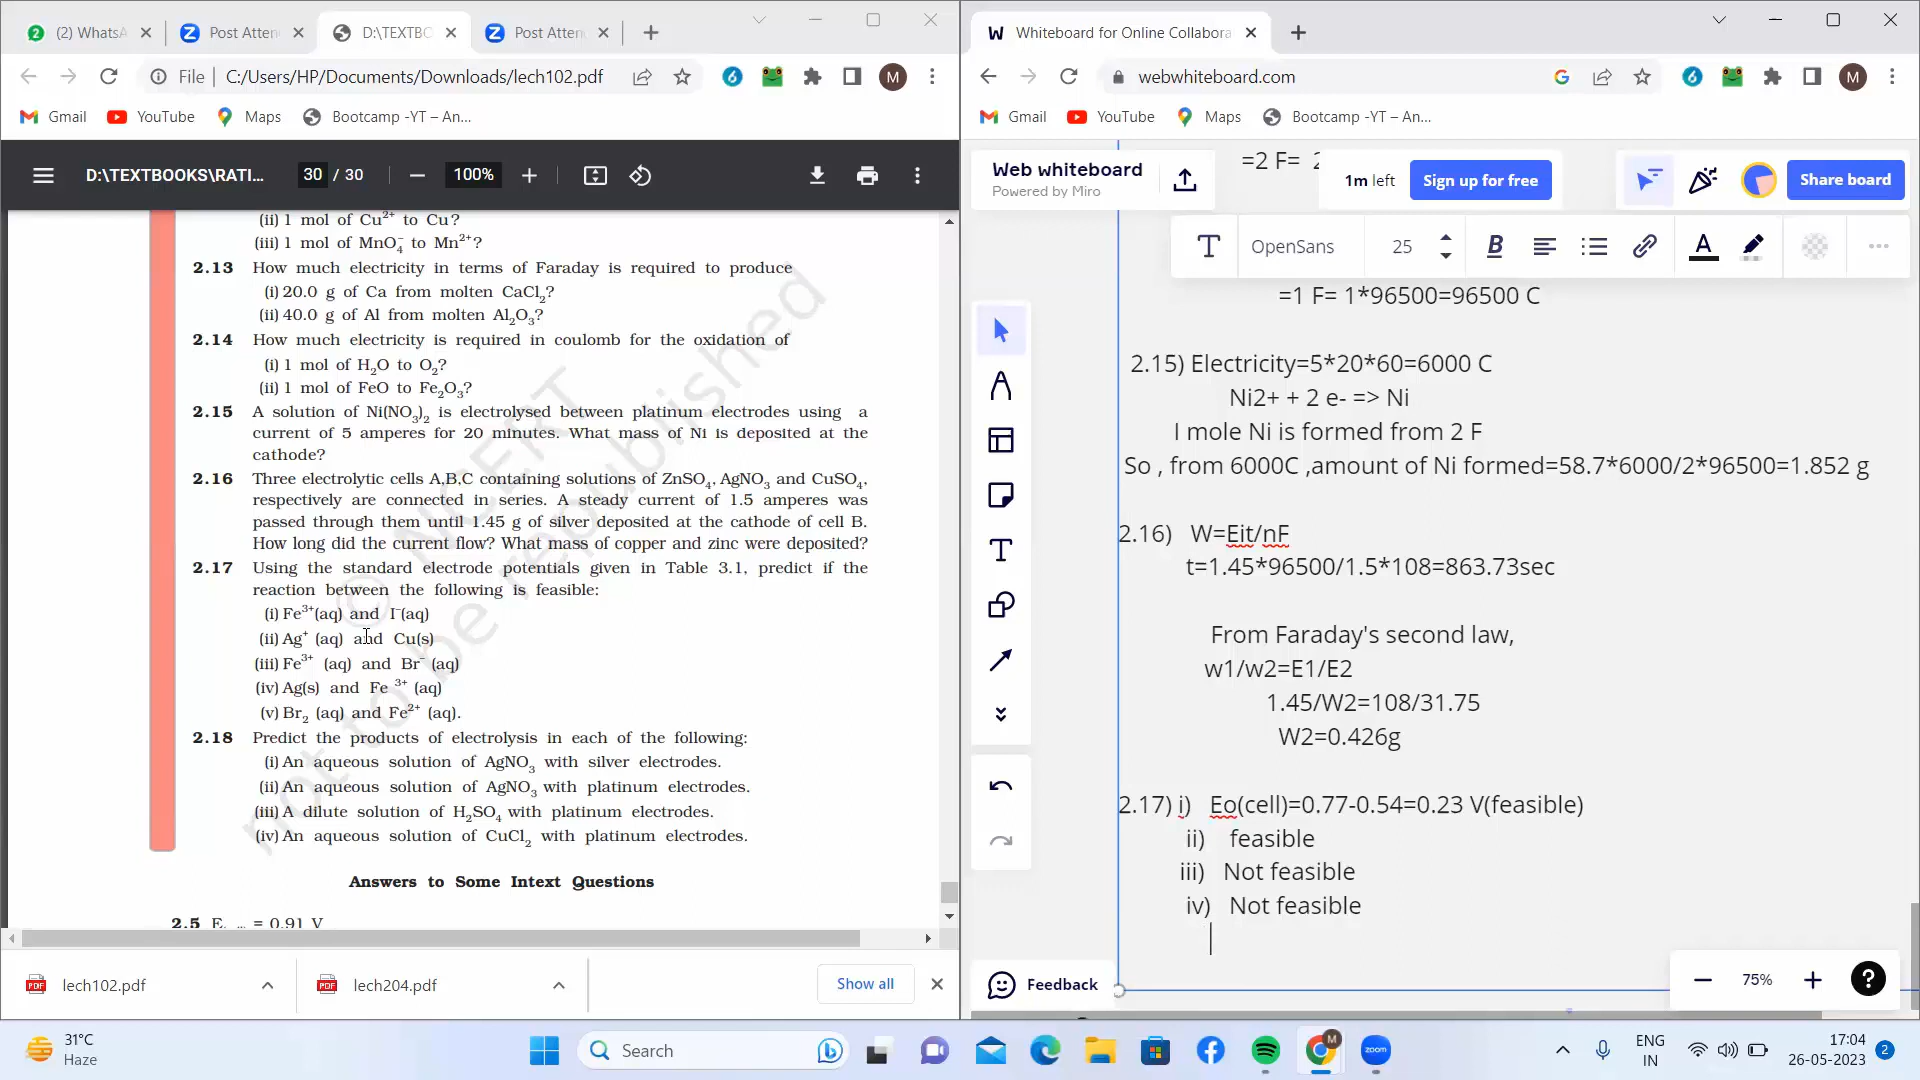 (2) WhatsA
Post Atten
D:\TEXTBO
Post Atten
File
C:/Users/HP/Documents/Downloads/lech102.pdf
M
Gmail
YouTube
Maps
Bootcamp -YT – An...
D:\TEXTBOOKS\RATI...
30 / 30
100%
(ii) 1 mol of Cu²⁺ to Cu?
(iii) 1 mol of MnO₄⁻ to Mn²⁺?
2.13 How much electricity in terms of Faraday is required to produce
(i) 20.0 g of Ca from molten CaCl₂?
(ii) 40.0 g of Al from molten Al₂O₃?
2.14 How much electricity is required in coulomb for the oxidation of
(i) 1 mol of H₂O to O₂?
(ii) 1 mol of FeO to Fe₂O₃?
2.15 A solution of Ni(NO₃)₂ is electrolysed between platinum electrodes using a
current of 5 amperes for 20 minutes. What mass of Ni is deposited at the
cathode?
2.16 Three electrolytic cells A,B,C containing solutions of ZnSO₄, AgNO₃ and CuSO₄,
respectively are connected in series. A steady current of 1.5 amperes was
passed through them until 1.45 g of silver deposited at the cathode of cell B.
How long did the current flow? What mass of copper and zinc were deposited?
2.17 Using the standard electrode potentials given in Table 3.1, predict if the
reaction between the following is feasible:
(i) Fe³⁺(aq) and I⁻(aq)
(ii) Ag⁺ (aq) and Cu(s)
(iii) Fe³⁺ (aq) and Br⁻ (aq)
(iv) Ag(s) and Fe ³⁺ (aq)
(v) Br₂ (aq) and Fe²⁺ (aq).
2.18 Predict the products of electrolysis in each of the following:
(i) An aqueous solution of AgNO₃ with silver electrodes.
(ii) An aqueous solution of AgNO₃ with platinum electrodes.
(iii) A dilute solution of H₂SO₄ with platinum electrodes.
(iv) An aqueous solution of CuCl₂ with platinum electrodes.
Answers to Some Intext Questions
2.5 E = 0.91 V
© NCERT
not to be republished
lech102.pdf
lech204.pdf
Show all
Whiteboard for Online Collabora
webwhiteboard.com
M
Gmail
YouTube
Maps
Bootcamp -YT – An...
Web whiteboard
Powered by Miro
=2 F=
1m left
Sign up for free
Share board
OpenSans
25
B
A
=1 F= 1*96500=96500 C
2.15) Electricity=5*20*60=6000 C
Ni2+ + 2 e- => Ni
I mole Ni is formed from 2 F
So , from 6000C ,amount of Ni formed=58.7*6000/2*96500=1.852 g
2.16) W=Eit/nF
t=1.45*96500/1.5*108=863.73sec
From Faraday's second law,
w1/w2=E1/E2
1.45/W2=108/31.75
W2=0.426g
2.17) i) Eo(cell)=0.77-0.54=0.23 V(feasible)
ii) feasible
iii) Not feasible
iv) Not feasible
Feedback
75%
31°C
Haze
Search
zoom
ENG
IN
17:04
26-05-2023
2